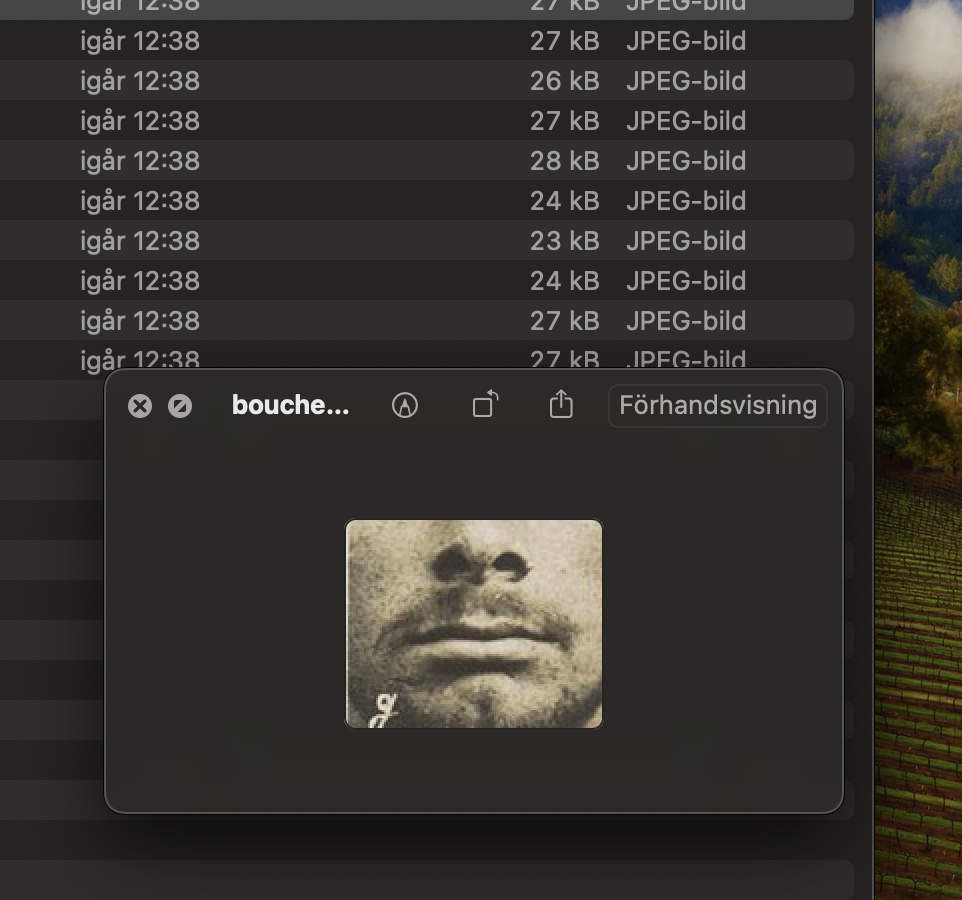 igår 12:38 27 kB JPEG-bild
igår 12:38 27 kB JPEG-bild
igår 12:38 26 kB JPEG-bild
igår 12:38 27 kB JPEG-bild
igår 12:38 28 kB JPEG-bild
igår 12:38 24 kB JPEG-bild
igår 12:38 23 kB JPEG-bild
igår 12:38 24 kB JPEG-bild
igår 12:38 27 kB JPEG-bild
igår 12:38 27 kB JPEG-bild
bouche... Förhandsvisning
g